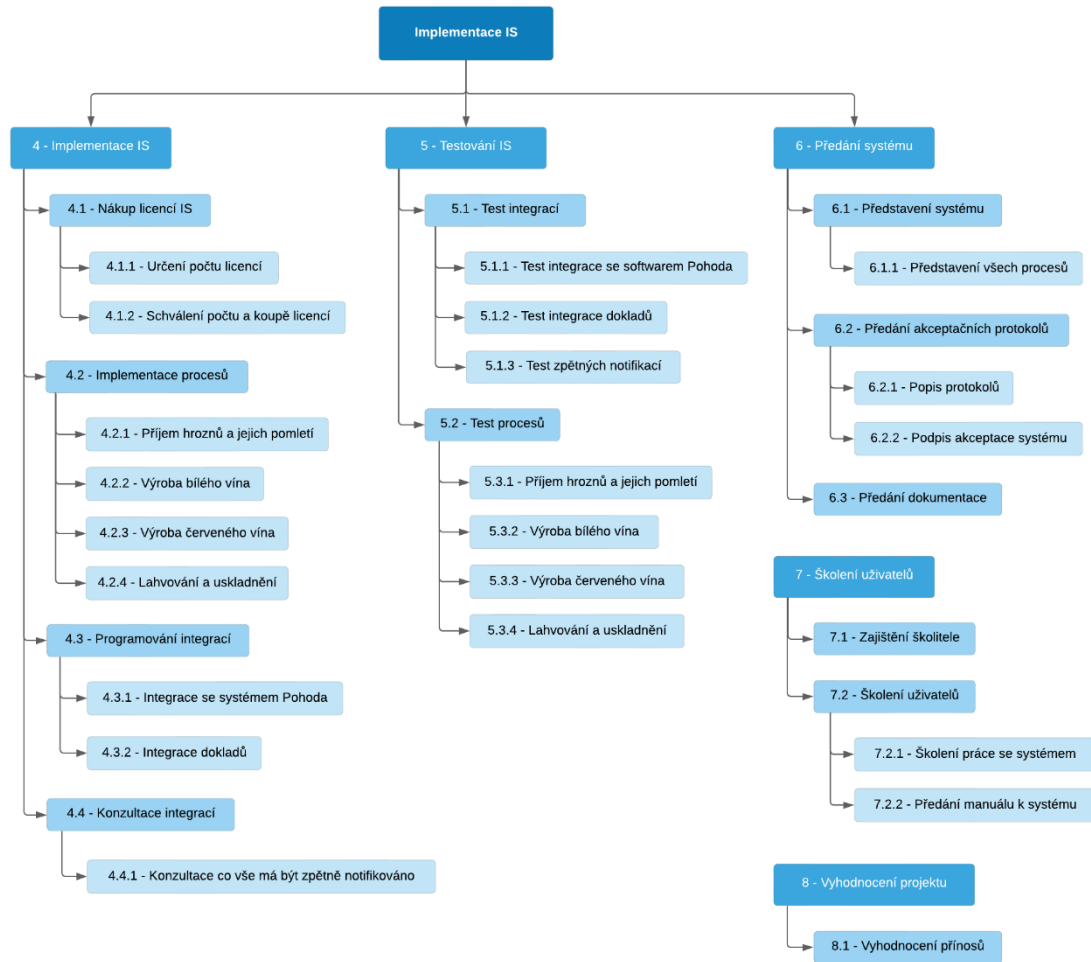 Implementace IS
4 - Implementace IS
4.1 - Nákup licencí IS
4.1.1 - Určení počtu licencí
4.1.2 - Schválení počtu a koupě licencí
4.2 - Implementace procesů
4.2.1 - Příjem hroznů a jejich pomletí
4.2.2 - Výroba bílého vína
4.2.3 - Výroba červeného vína
4.2.4 - Lahvování a uskladnění
4.3 - Programování integrací
4.3.1 - Integrace se systémem Pohoda
4.3.2 - Integrace dokladů
4.4 - Konzultace integrací
4.4.1 - Konzultace co vše má být zpětně notifikováno
5 - Testování IS
5.1 - Test integrací
5.1.1 - Test integrace se softwarem Pohoda
5.1.2 - Test integrace dokladů
5.1.3 - Test zpětných notifikací
5.2 - Test procesů
5.3.1 - Příjem hroznů a jejich pomletí
5.3.2 - Výroba bílého vína
5.3.3 - Výroba červeného vína
5.3.4 - Lahvování a uskladnění
6 - Předání systému
6.1 - Představení systému
6.1.1 - Představení všech procesů
6.2 - Předání akceptačních protokolů
6.2.1 - Popis protokolů
6.2.2 - Podpis akceptace systému
6.3 - Předání dokumentace
7 - Školení uživatelů
7.1 - Zajištění školitele
7.2 - Školení uživatelů
7.2.1 - Školení práce se systémem
7.2.2 - Předání manuálu k systému
8 - Vyhodnocení projektu
8.1 - Vyhodnocení přínosů